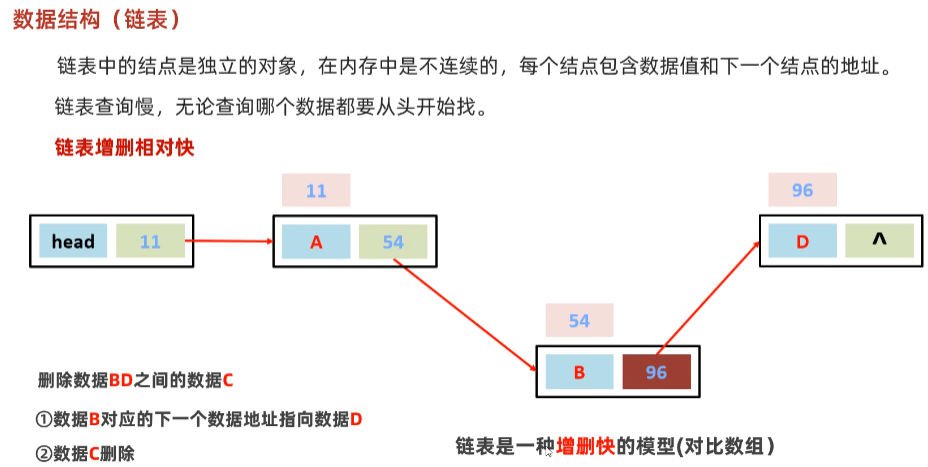 数据结构（链表）
链表中的结点是独立的对象，在内存中是不连续的，每个结点包含数据值和下一个结点的地址。
链表查询慢，无论查询哪个数据都要从头开始找。
链表增删相对快
11
96
head 11
A 54
D ^
54
B 96
删除数据BD之间的数据C
①数据B对应的下一个数据地址指向数据D
②数据C删除
链表是一种增删快的模型(对比数组）